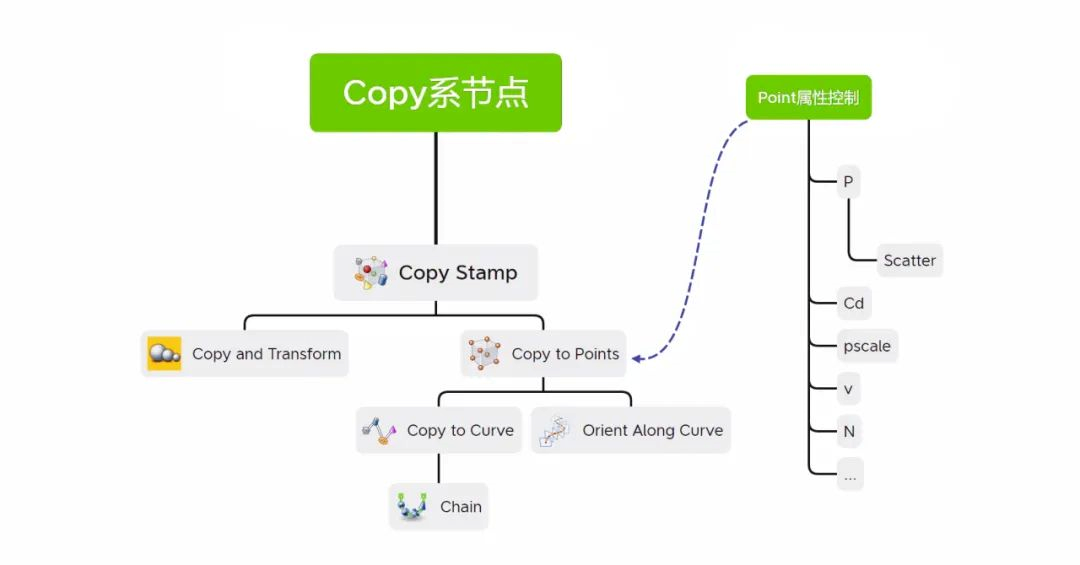 Copy系节点
Point属性控制
P
Scatter
Copy Stamp
Cd
Copy and Transform
Copy to Points
pscale
v
Copy to Curve
Orient Along Curve
N
...
Chain